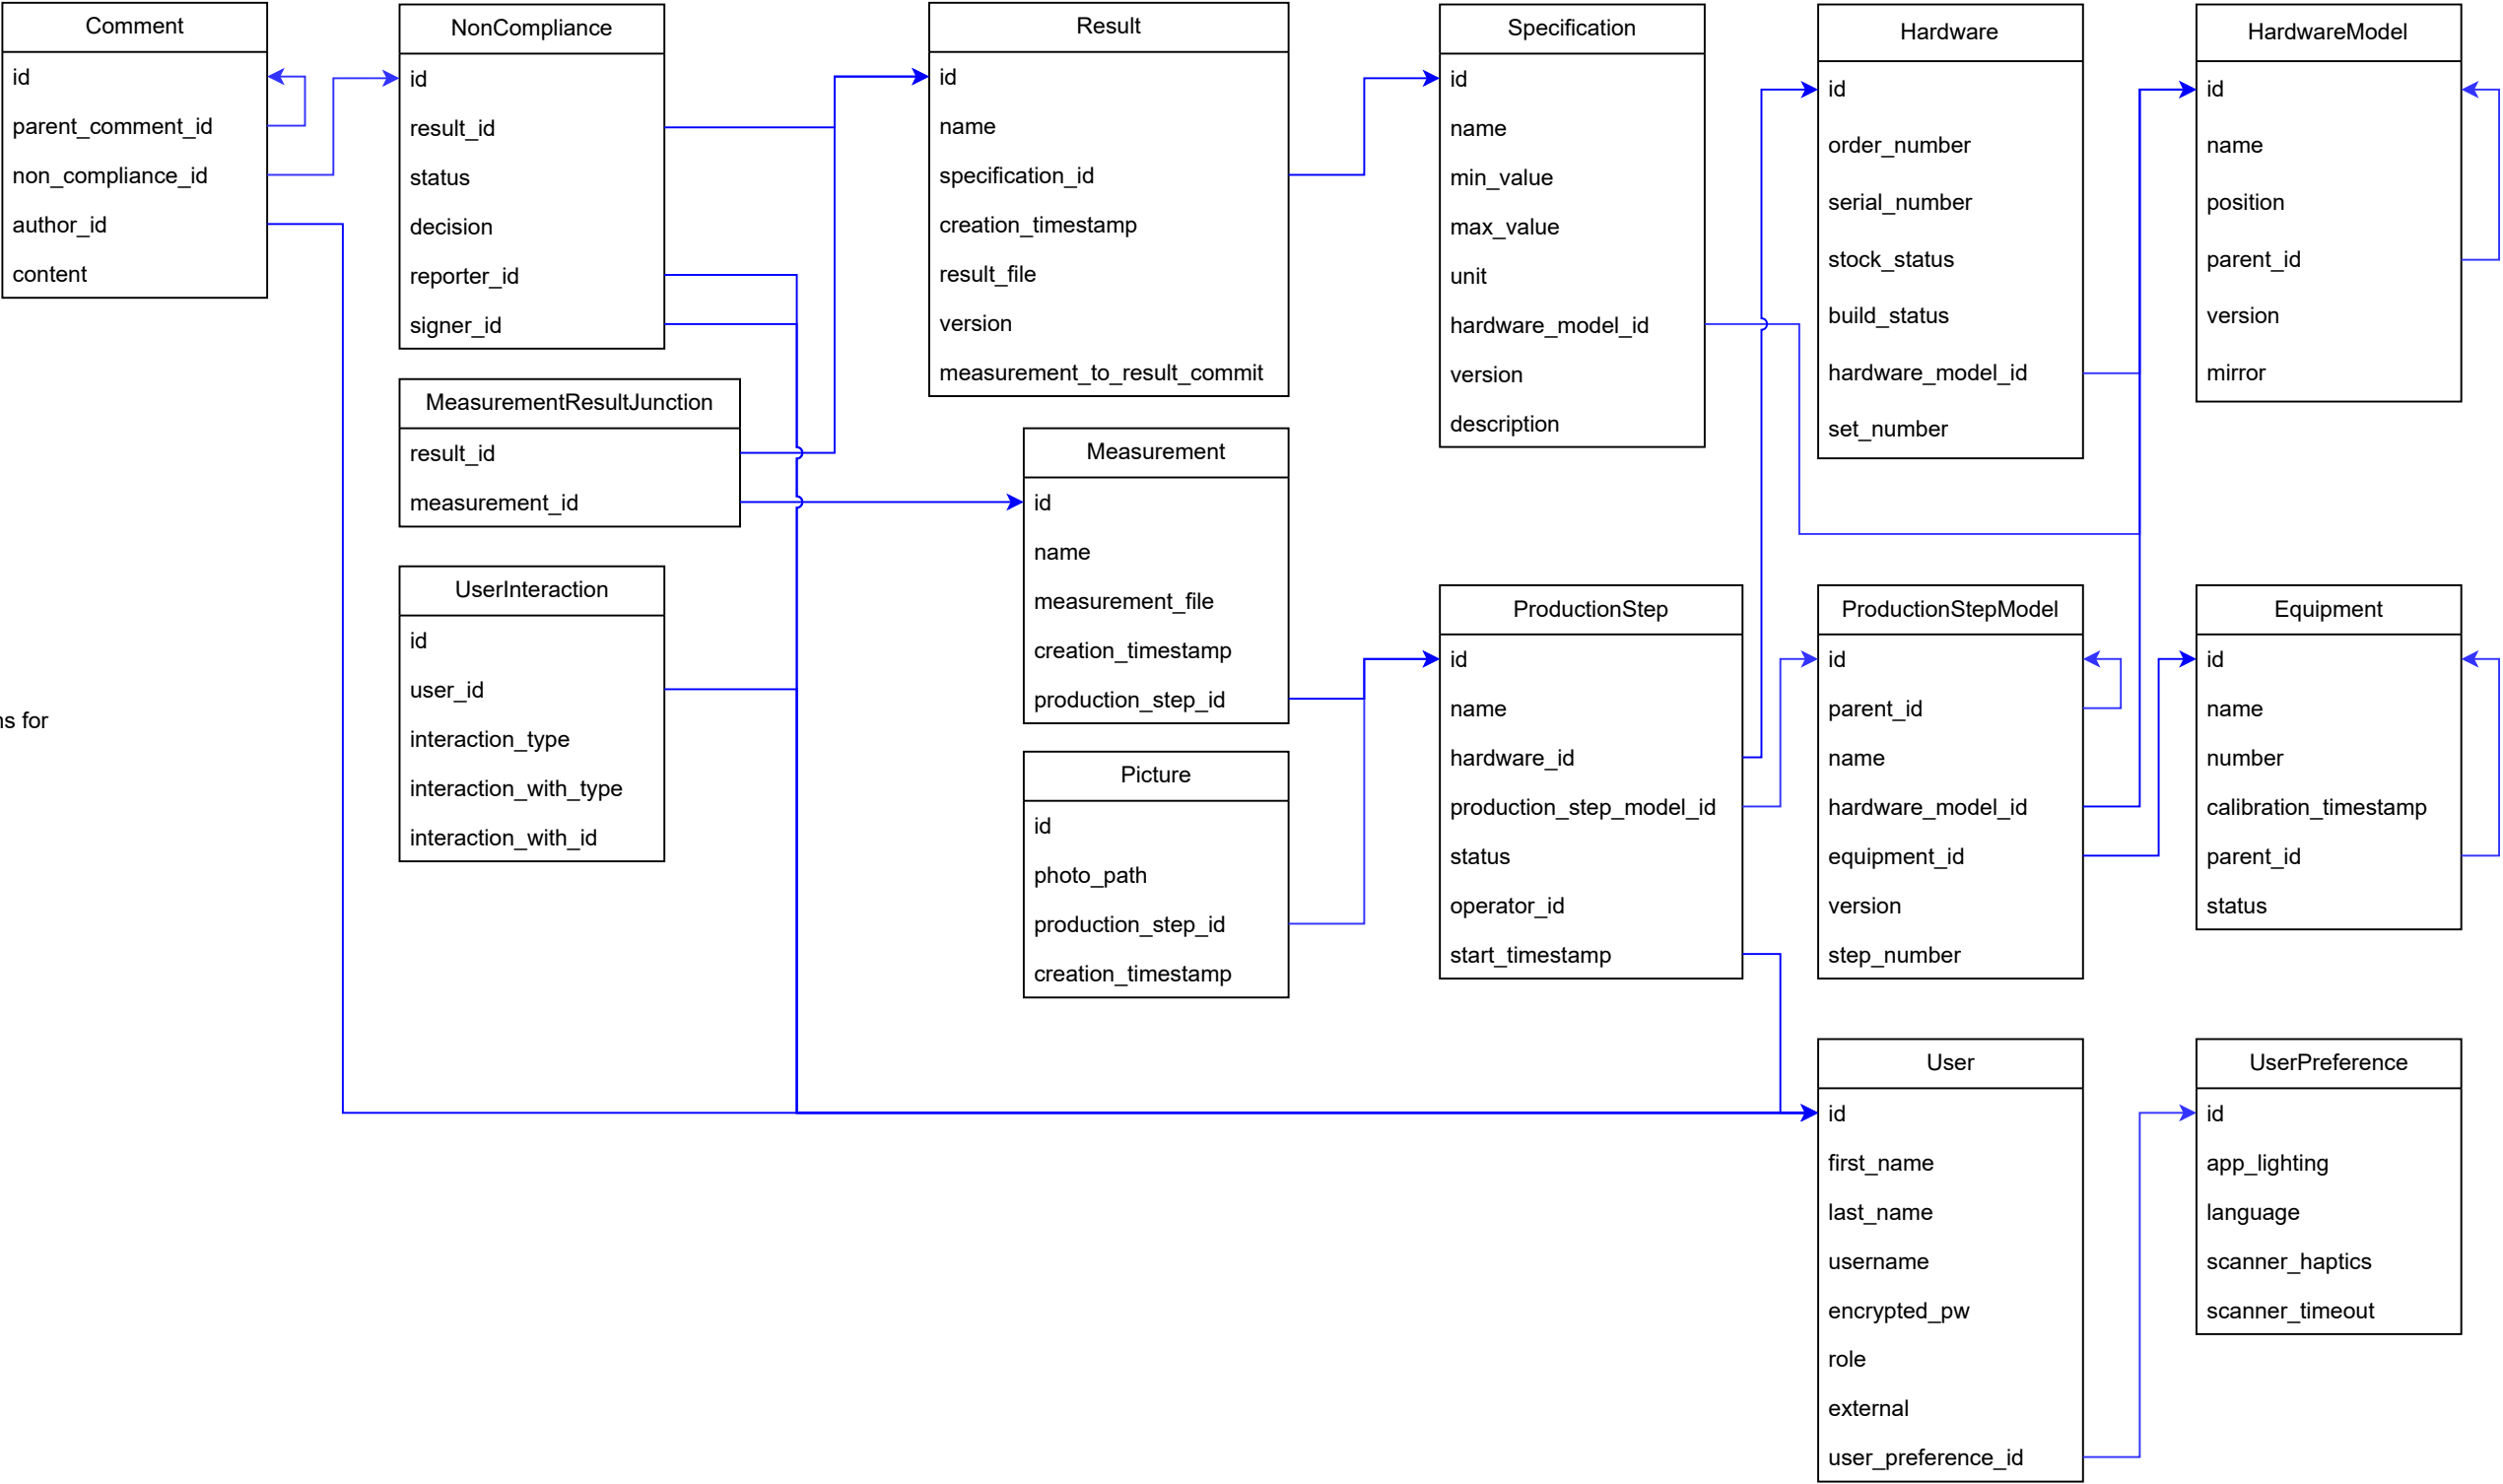 Comment
id
parent_comment_id
non_compliance_id
author_id
content
NonCompliance
id
result_id
status
decision
reporter_id
signer_id
MeasurementResultJunction
result_id
measurement_id
UserInteraction
id
user_id
interaction_type
interaction_with_type
interaction_with_id
ns for
Result
id
name
specification_id
creation_timestamp
result_file
version
measurement_to_result_commit
Measurement
id
name
measurement_file
creation_timestamp
production_step_id
Picture
id
photo_path
production_step_id
creation_timestamp
Specification
id
name
min_value
max_value
unit
hardware_model_id
version
description
ProductionStep
id
name
hardware_id
production_step_model_id
status
operator_id
start_timestamp
Hardware
id
order_number
serial_number
stock_status
build_status
hardware_model_id
set_number
ProductionStepModel
id
parent_id
name
hardware_model_id
equipment_id
version
step_number
User
id
first_name
last_name
username
encrypted_pw
role
external
user_preference_id
HardwareModel
id
name
position
parent_id
version
mirror
Equipment
id
name
number
calibration_timestamp
parent_id
status
UserPreference
id
app_lighting
language
scanner_haptics
scanner_timeout